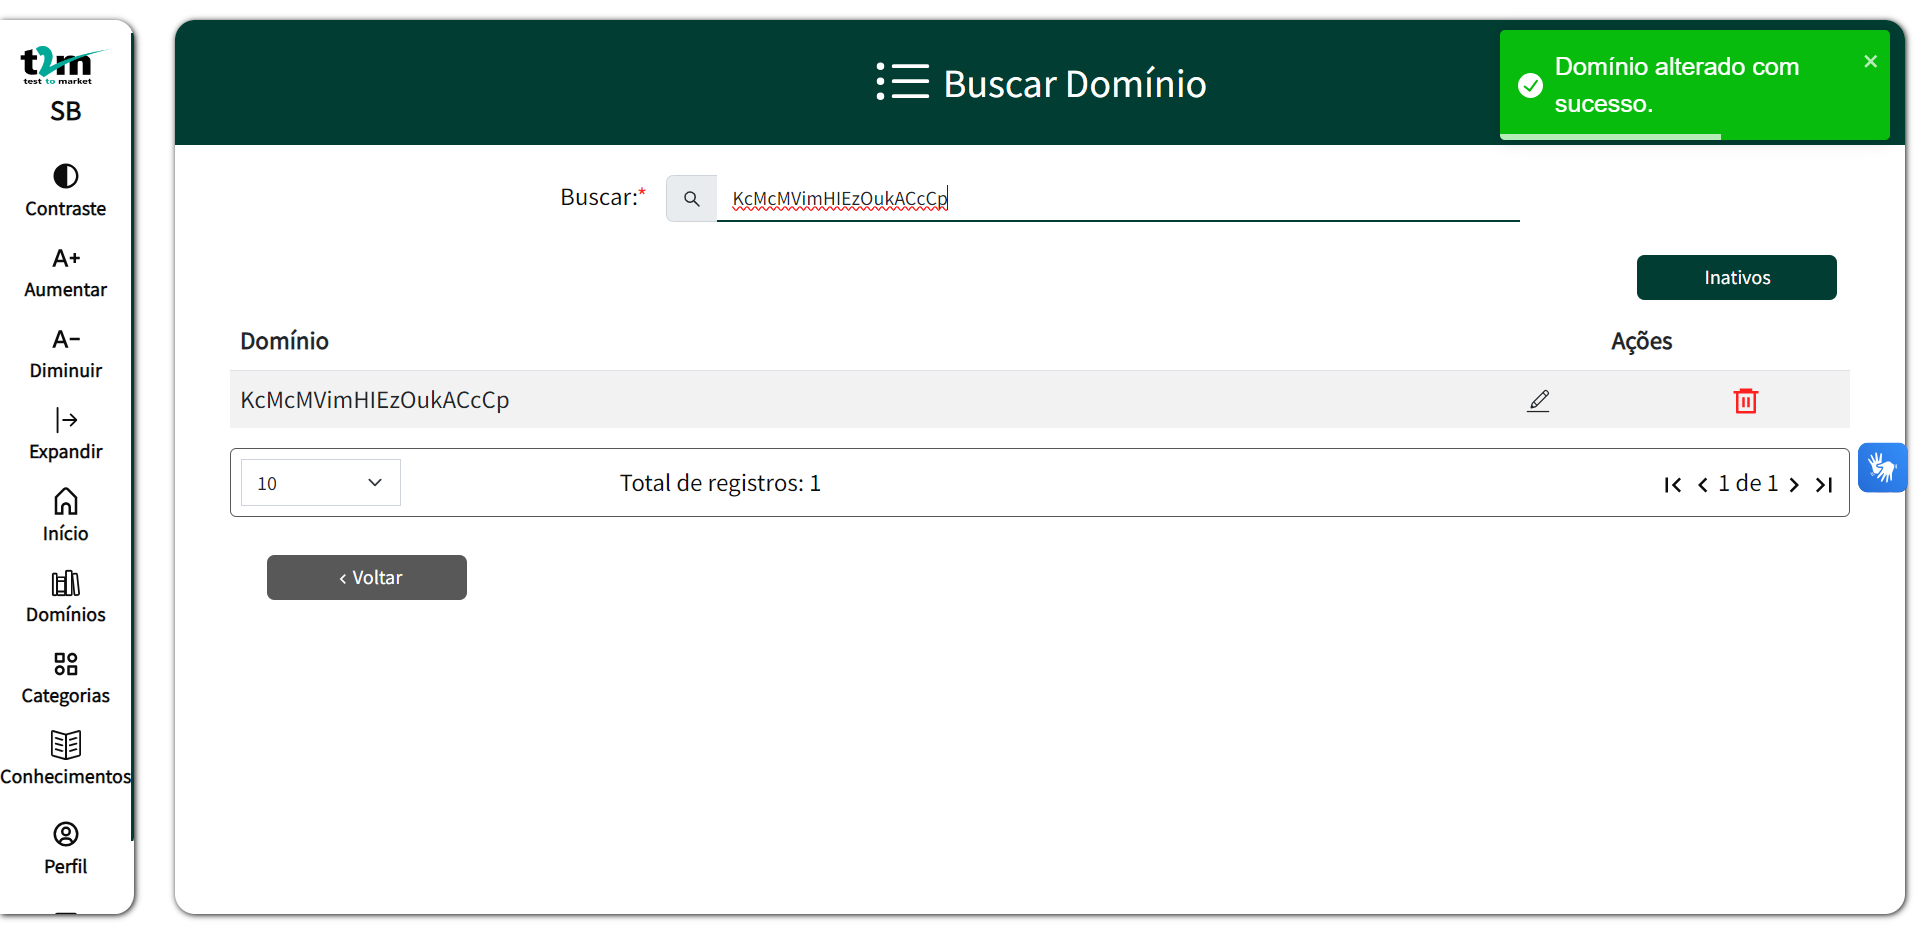 t2m
test to market
SB
Contraste
A+
Aumentar
A-
Diminuir
Expandir
Início
Domínios
Categorias
Conhecimentos
Perfil
Buscar Domínio
Domínio alterado com
sucesso.
×
Buscar:*
KcMcMVimHIEzOukACcCp
Inativos
Domínio Ações
KcMcMVimHIEzOukACcCp
10
Total de registros: 1
1 de 1
‹ Voltar